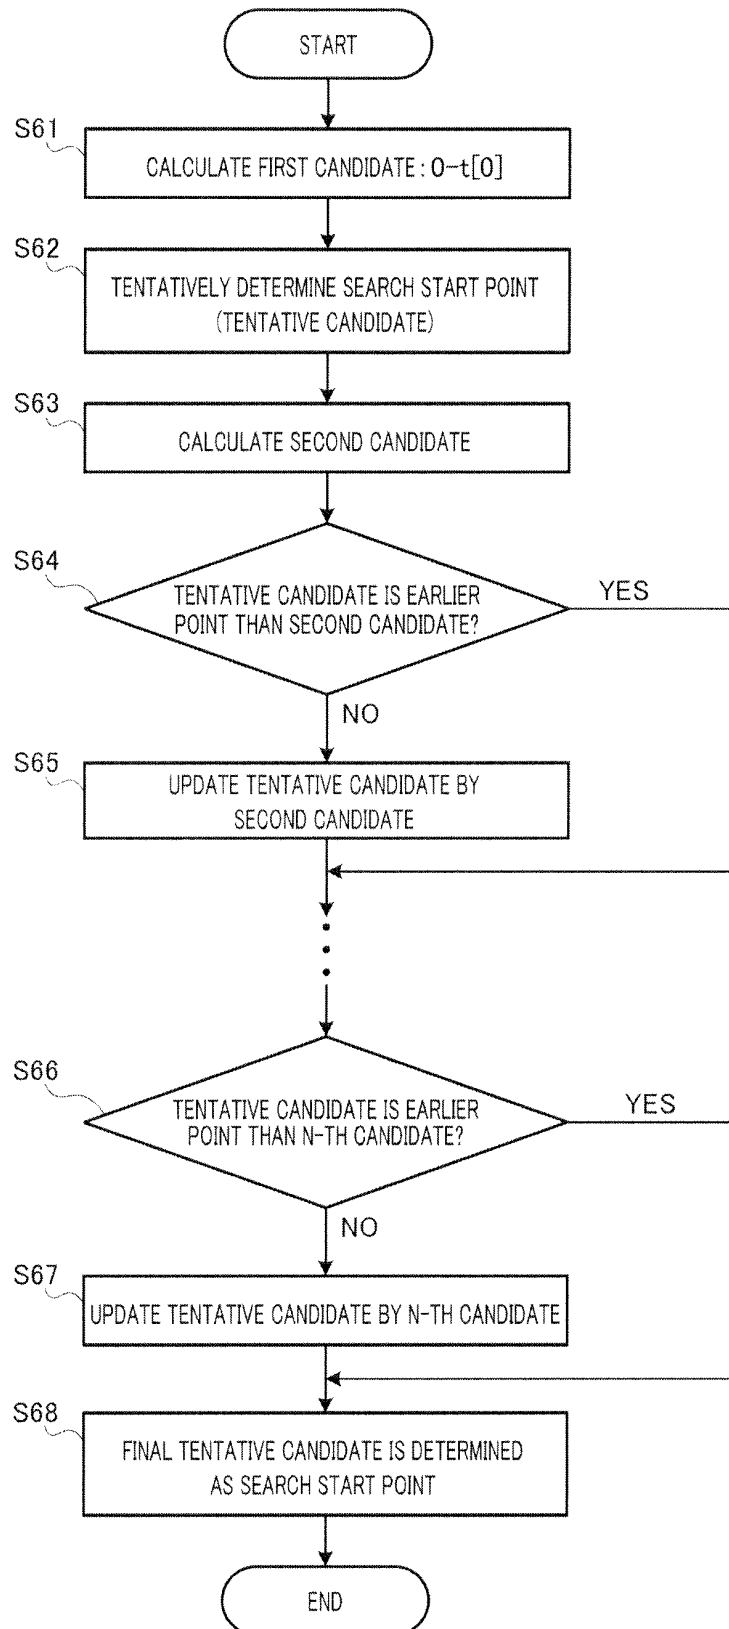 START
S61
CALCULATE FIRST CANDIDATE : 0-t[0]
S62
TENTATIVELY DETERMINE SEARCH START POINT
(TENTATIVE CANDIDATE)
S63
CALCULATE SECOND CANDIDATE
S64
TENTATIVE CANDIDATE IS EARLIER
POINT THAN SECOND CANDIDATE?
YES
NO
S65
UPDATE TENTATIVE CANDIDATE BY
SECOND CANDIDATE
S66
TENTATIVE CANDIDATE IS EARLIER
POINT THAN N-TH CANDIDATE?
YES
NO
S67
UPDATE TENTATIVE CANDIDATE BY N-TH CANDIDATE
S68
FINAL TENTATIVE CANDIDATE IS DETERMINED
AS SEARCH START POINT
END